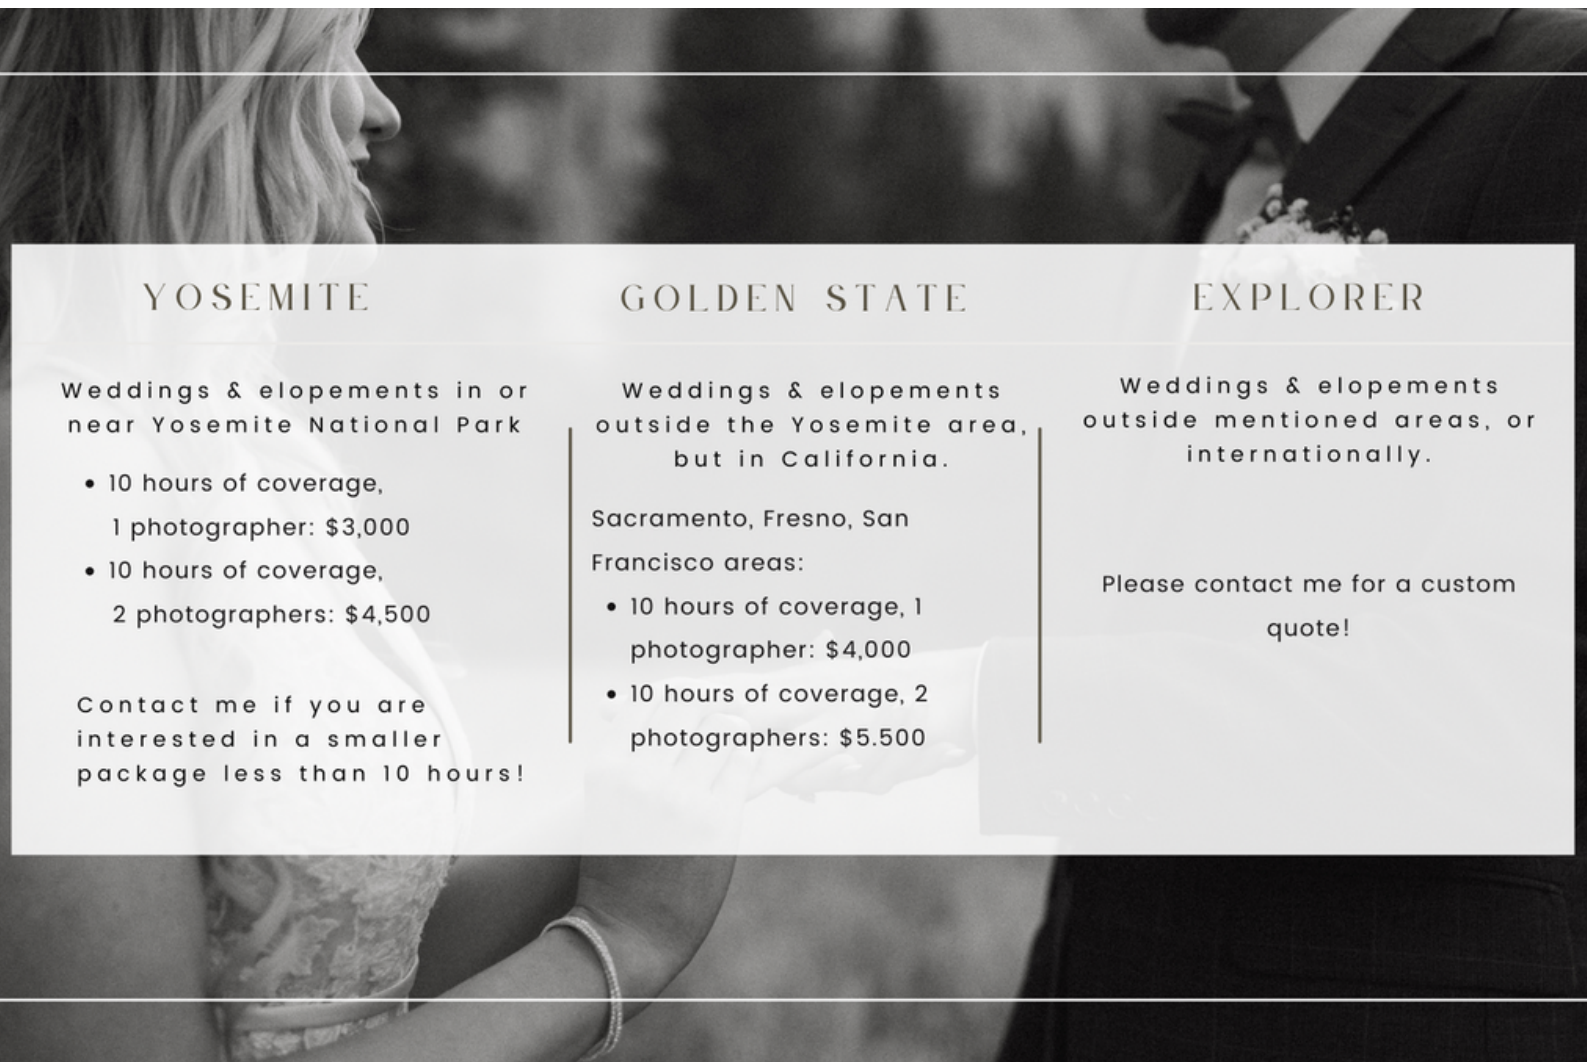 YOSEMITE
Weddings & elopements in or
near Yosemite National Park
• 10 hours of coverage,
1 photographer: $3,000
• 10 hours of coverage,
2 photographers: $4,500
Contact me if you are
interested in a smaller
package less than 10 hours!
GOLDEN STATE
Weddings & elopements
outside the Yosemite area,
but in California.
Sacramento, Fresno, San
Francisco areas:
• 10 hours of coverage, 1
photographer: $4,000
• 10 hours of coverage, 2
photographers: $5.500
EXPLORER
Weddings & elopements
outside mentioned areas, or
internationally.
Please contact me for a custom
quote!